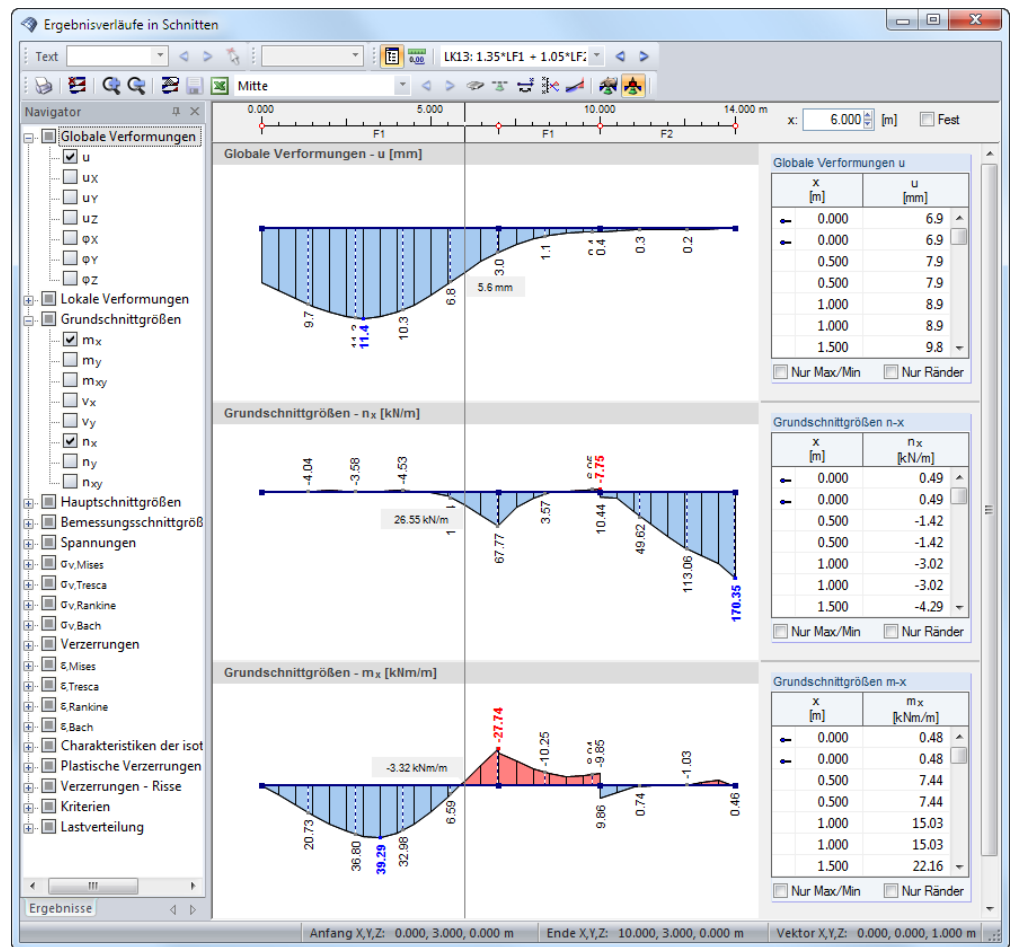 Ergebnisverläufe in Schnitten
Text
LK13: 1.35*LF1 + 1.05*LF2
Mitte
Navigator
Globale Verformungen
u
uX
uY
uZ
φX
φY
φZ
Lokale Verformungen
Grundschnittgrößen
mx
my
mxy
vx
vy
nx
ny
nxy
Hauptschnittgrößen
Bemessungsschnittgröß
Spannungen
σv,Mises
σv,Tresca
σv,Rankine
σv,Bach
Verzerrungen
ε,Mises
ε,Tresca
ε,Rankine
ε,Bach
Charakteristiken der isot
Plastische Verzerrungen
Verzerrungen - Risse
Kriterien
Lastverteilung
Ergebnisse
0.000 5.000 10.000 14.000 m
F1 F1 F2
x: 6.000 [m] Fest
Globale Verformungen - u [mm]
9.7 11.4 10.3 6.8 3.0 1.1 0.4 0.3 0.2
5.6 mm
Globale Verformungen u
x u
[m] [mm]
0.000 6.9
0.000 6.9
0.500 7.9
0.500 7.9
1.000 8.9
1.000 8.9
1.500 9.8
Nur Max/Min Nur Ränder
Grundschnittgrößen - nx [kN/m]
-4.04 -3.58 -4.53 -7.75
26.55 kN/m
67.77 3.57 10.44 49.62 113.06 170.35
Grundschnittgrößen n-x
x nx
[m] [kN/m]
0.000 0.49
0.000 0.49
0.500 -1.42
0.500 -1.42
1.000 -3.02
1.000 -3.02
1.500 -4.29
Nur Max/Min Nur Ränder
Grundschnittgrößen - mx [kNm/m]
-27.74 -10.25 -9.85 -1.03
-3.32 kNm/m
20.73 36.80 39.29 32.98 6.59 9.86 0.74 0.46
Grundschnittgrößen m-x
x mx
[m] [kNm/m]
0.000 0.48
0.000 0.48
0.500 7.44
0.500 7.44
1.000 15.03
1.000 15.03
1.500 22.16
Nur Max/Min Nur Ränder
Anfang X,Y,Z: 0.000, 3.000, 0.000 m Ende X,Y,Z: 10.000, 3.000, 0.000 m Vektor X,Y,Z: 0.000, 0.000, 1.000 m